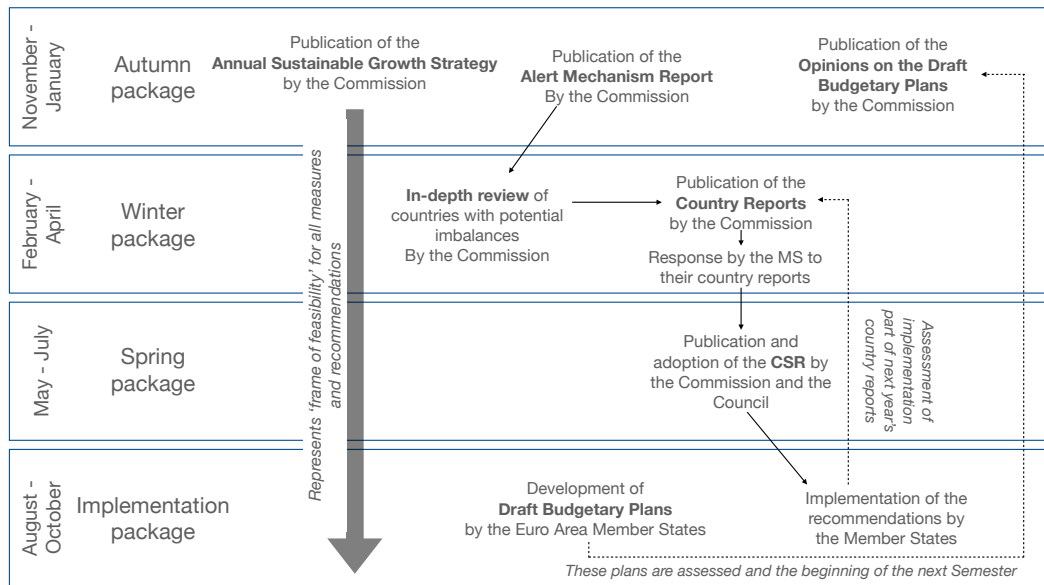 November -
January
Autumn
package
Publication of the
Annual Sustainable Growth Strategy
by the Commission
Publication of the
Alert Mechanism Report
By the Commission
Publication of the
Opinions on the Draft
Budgetary Plans
by the Commission
Represents ‘frame of feasibility’ for all measures
and recommendations
February -
April
Winter
package
In-depth review of
countries with potential
imbalances
By the Commission
Publication of the
Country Reports
by the Commission
Response by the MS to
their country reports
May - July
Spring
package
Publication and
adoption of the CSR by
the Commission and the
Council
Assessment of
implementation
part of next year’s
country reports
August -
October
Implementation
package
Development of
Draft Budgetary Plans
by the Euro Area Member States
Implementation of the
recommendations by
the Member States
These plans are assessed and the beginning of the next Semester